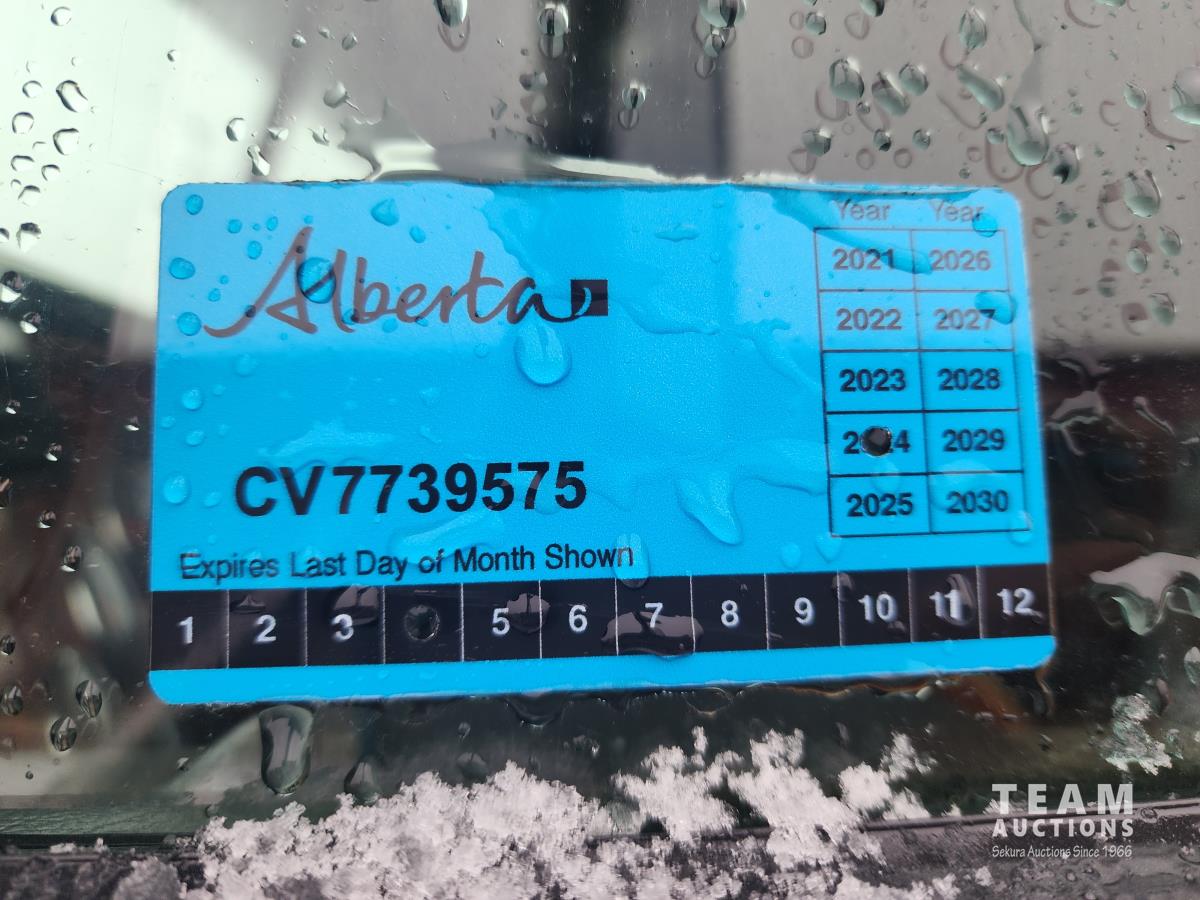 Alberta
Year Year
2021 2026
2022 2027
2023 2028
2029
2025 2030
CV7739575
Expires Last Day of Month Shown
1 2 3 5 6 7 8 9 10 11 12
TEAM
AUCTIONS
Sekura Auctions Since 1966